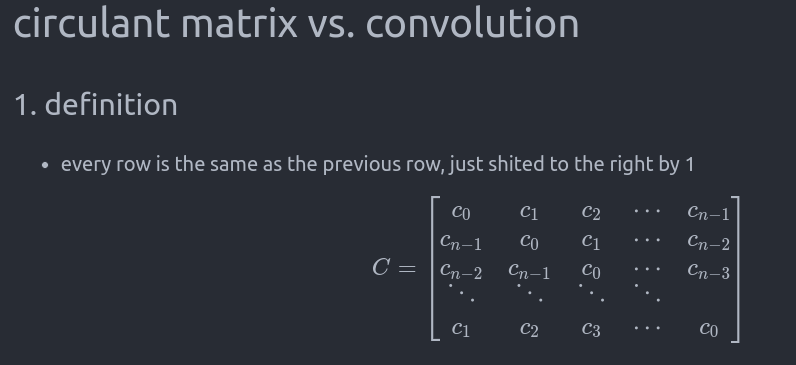 circulant matrix vs. convolution
1. definition
• every row is the same as the previous row, just shited to the right by 1
C = [
c₀ c₁ c₂ ⋯ cₙ₋₁
cₙ₋₁ c₀ c₁ ⋯ cₙ₋₂
cₙ₋₂ cₙ₋₁ c₀ ⋯ cₙ₋₃
⋱ ⋱ ⋱ ⋱
c₁ c₂ c₃ ⋯ c₀
]